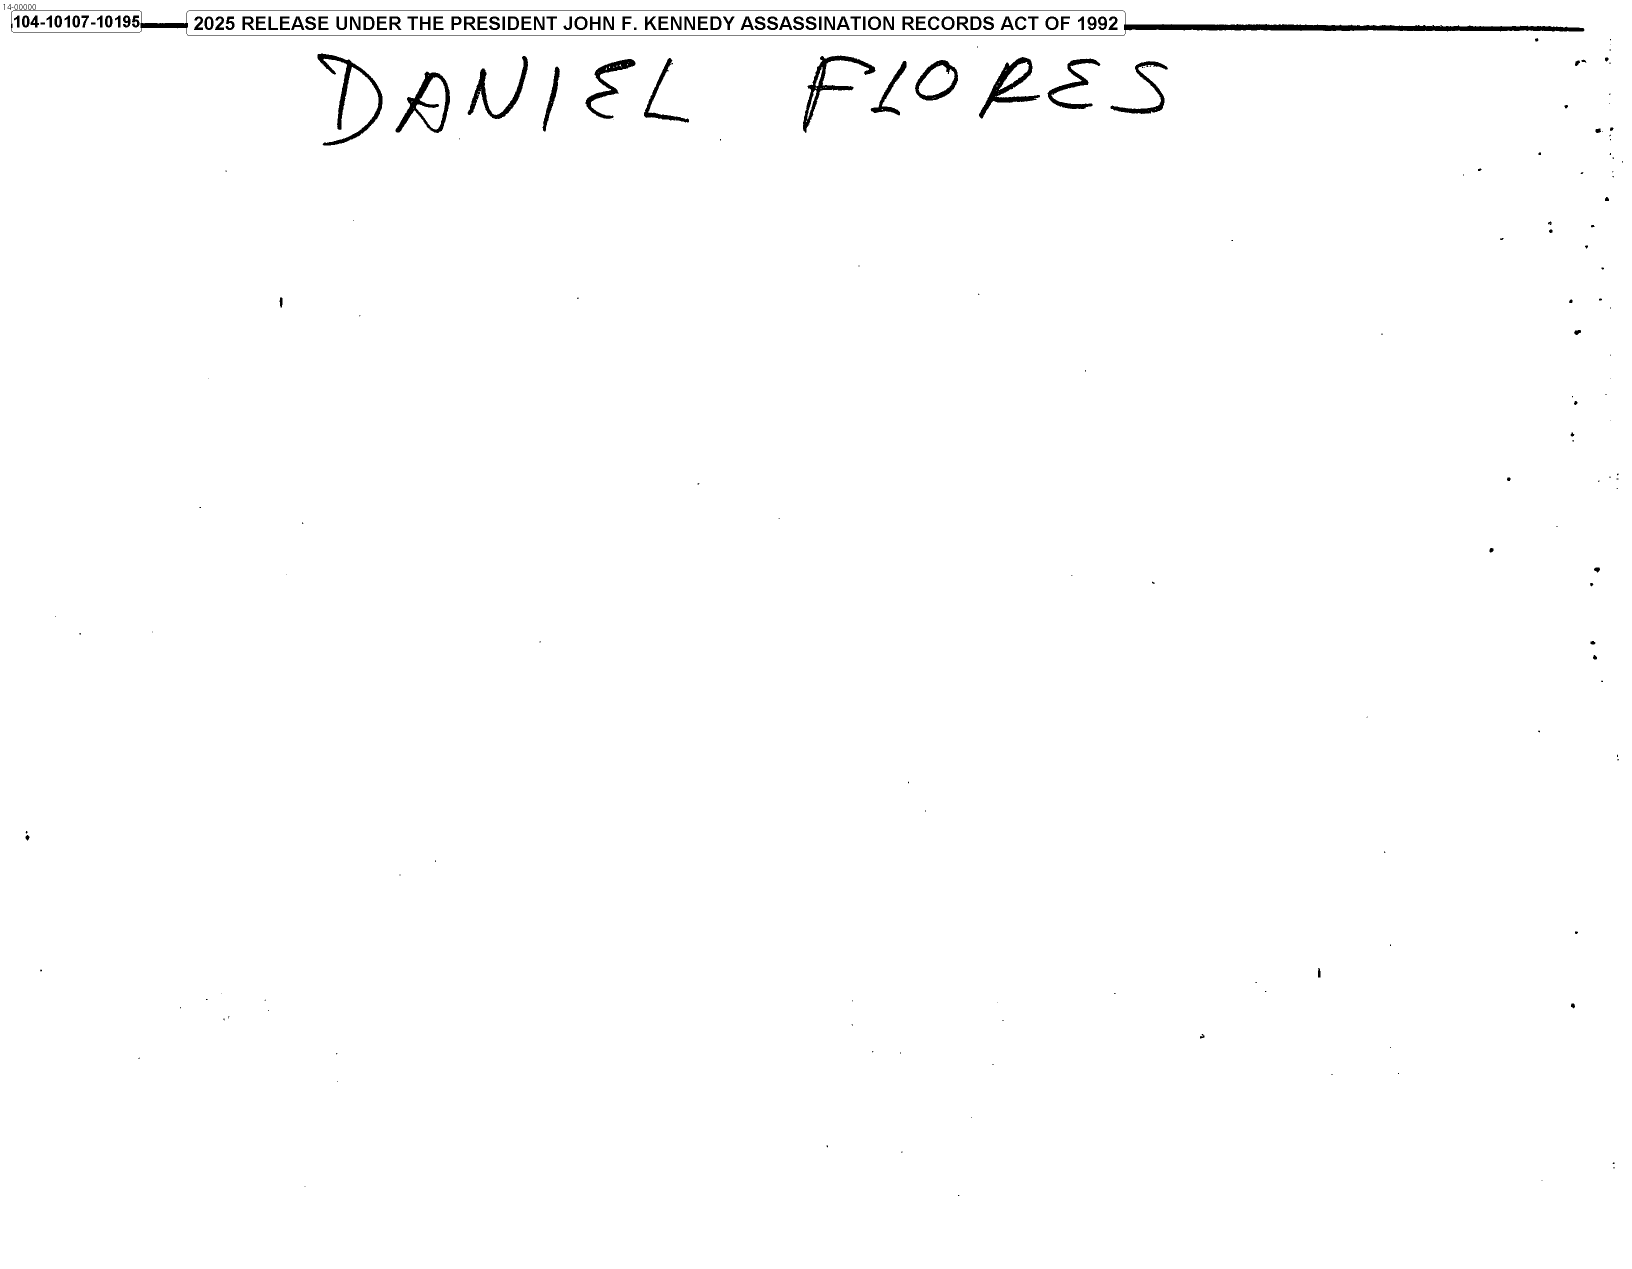 14-00000
104-10107-10195 2025 RELEASE UNDER THE PRESIDENT JOHN F. KENNEDY ASSASSINATION RECORDS ACT OF 1992
DANIEL FLORES